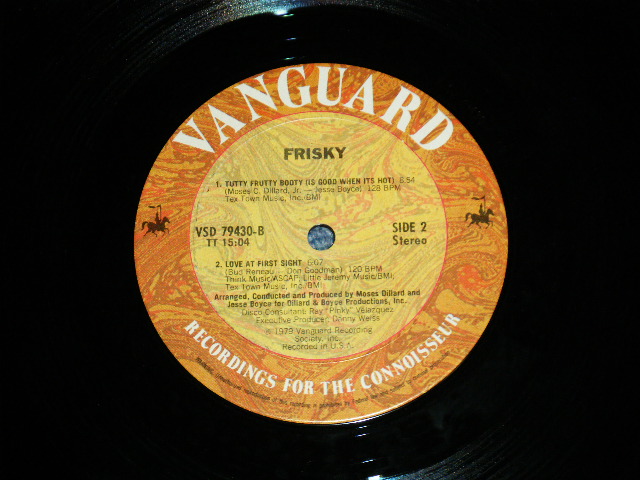 VANGUARD
FRISKY
1. TUTTY FRUTTY BOOTY (IS GOOD WHEN ITS HOT) 6:54
(Moses C. Dillard, Jr. — Jesse Boyce) 128 BPM
Tex Town Music, Inc./BMI
VSD 79430-B
TT 15:04
SIDE 2
Stereo
2. LOVE AT FIRST SIGHT 6:07
(Bud Reneau — Don Goodman) 120 BPM
Think Music/ASCAP, Little Jeremy Music/BMI,
Tex Town Music, Inc./BMI
Arranged, Conducted and Produced by Moses Dillard and
Jesse Boyce for Dillard & Boyce Productions, Inc.
Disco Consultant: Ray "Pinky" Velazquez
Executive Producer: Danny Weiss
© 1979 Vanguard Recording
Society, Inc.
Recorded in U.S.A.
RECORDINGS FOR THE CONNOISSEUR